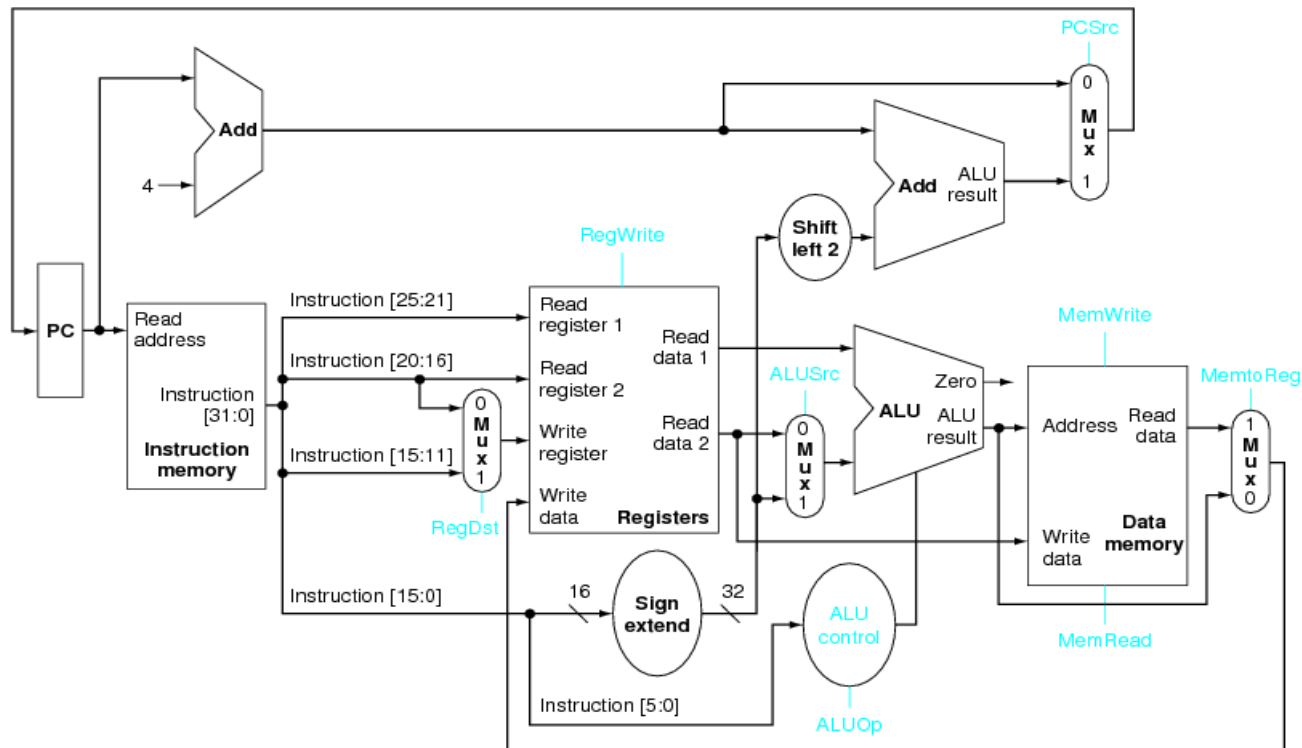 PCSrc
0
M
u
x
1
Add
4
Add
ALU
result
Shift
left 2
RegWrite
PC
Read
address
Instruction
[31:0]
Instruction
memory
Instruction [25:21]
Instruction [20:16]
Instruction [15:11]
Instruction [15:0]
Instruction [5:0]
0
M
u
x
1
RegDst
Read
register 1
Read
register 2
Write
register
Write
data
Read
data 1
Read
data 2
Registers
16
Sign
extend
32
ALUSrc
0
M
u
x
1
Zero
ALU
ALU
result
ALU
control
ALUOp
MemWrite
Address
Read
data
Write
data
Data
memory
MemRead
MemtoReg
1
M
u
x
0